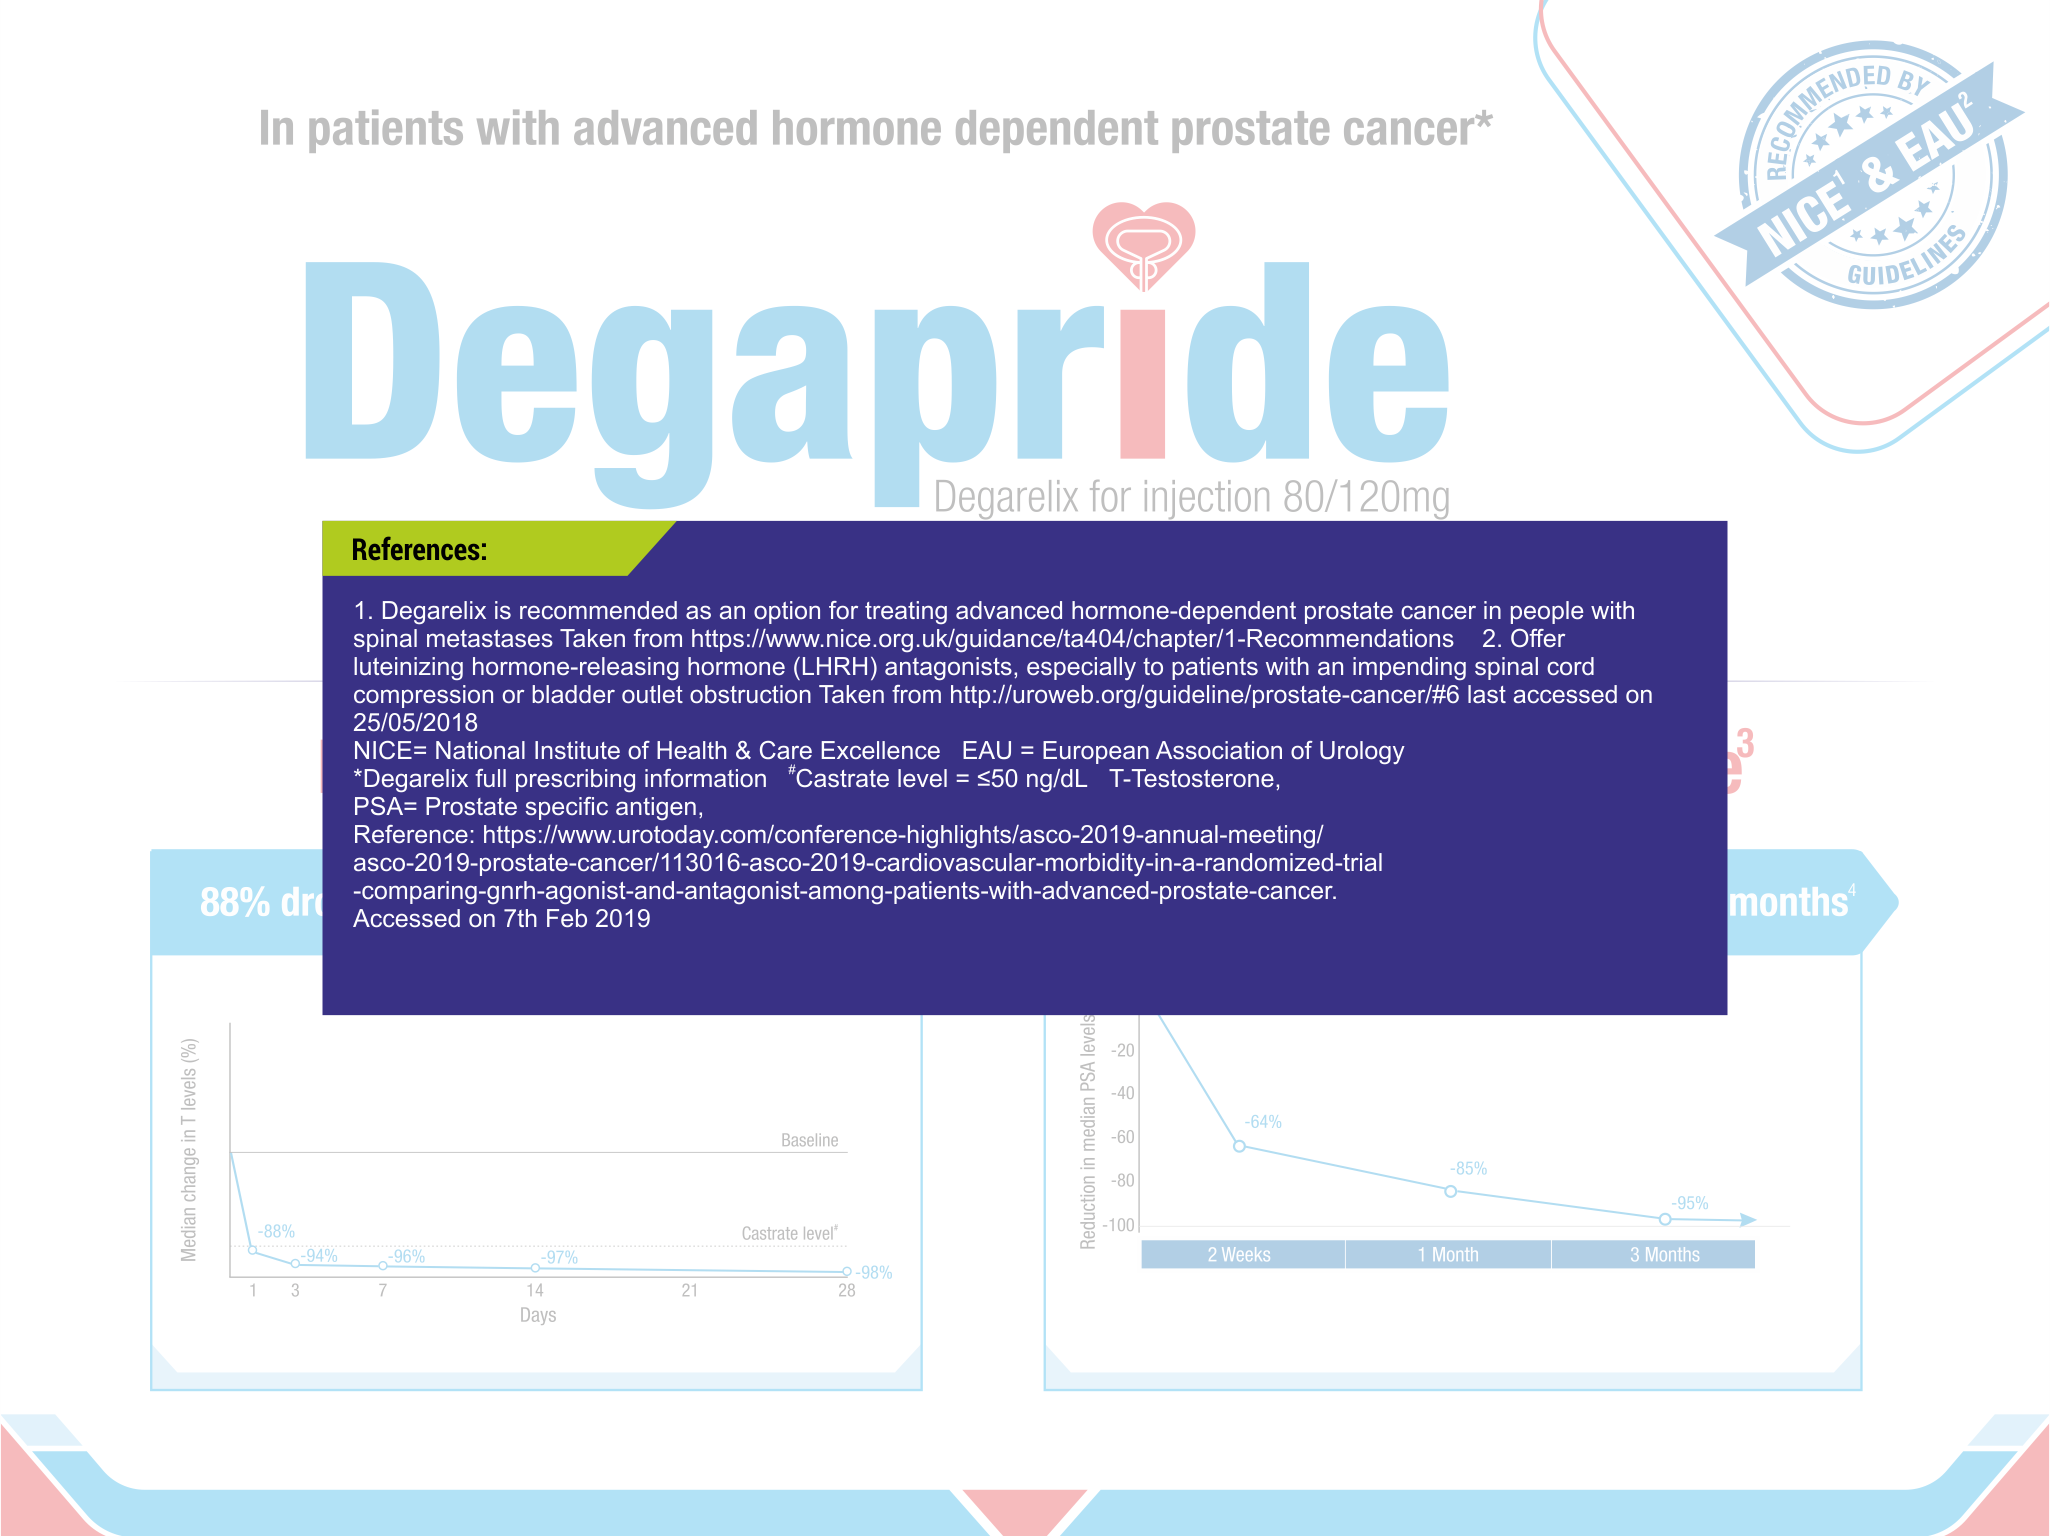 In patients with advanced hormone dependent prostate cancer*
RECOMMENDED BY
NICE1 & EAU2
GUIDELINES
Degapride
Degarelix for injection 80/120mg
References:
1. Degarelix is recommended as an option for treating advanced hormone-dependent prostate cancer in people with
spinal metastases Taken from https://www.nice.org.uk/guidance/ta404/chapter/1-Recommendations 2. Offer
luteinizing hormone-releasing hormone (LHRH) antagonists, especially to patients with an impending spinal cord
compression or bladder outlet obstruction Taken from http://uroweb.org/guideline/prostate-cancer/#6 last accessed on
25/05/2018
NICE= National Institute of Health & Care Excellence EAU = European Association of Urology
*Degarelix full prescribing information #Castrate level = ≤50 ng/dL T-Testosterone,
PSA= Prostate specific antigen,
Reference: https://www.urotoday.com/conference-highlights/asco-2019-annual-meeting/
asco-2019-prostate-cancer/113016-asco-2019-cardiovascular-morbidity-in-a-randomized-trial
-comparing-gnrh-agonist-and-antagonist-among-patients-with-advanced-prostate-cancer.
Accessed on 7th Feb 2019
88%
months4
Median change in T levels (%)
Baseline
Castrate level#
-88%
-94%
-96%
-97%
-98%
1 3 7 14 21 28
Days
Reduction in median PSA levels
-20
-40
-60
-80
-100
-64%
-85%
-95%
2 Weeks 1 Month 3 Months